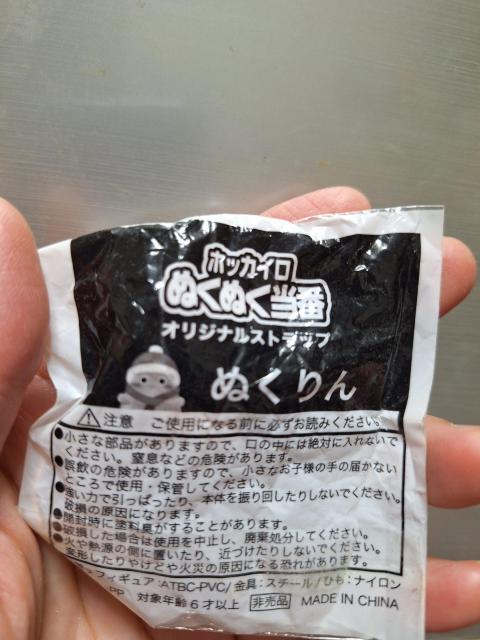 ホッカイロ
ぬくぬく当番
オリジナルストラップ
ぬくりん
注意 ご使用になる前に必ずお読みください。
●小さな部品がありますので、口の中には絶対に入れないで
ください。窒息などの危険があります。
●誤飲の危険がありますので、小さなお子様の手の届かない
ところで使用・保管してください。
●強い力で引っぱったり、本体を振り回したりしないでください。
破損の原因になります。
●開封時に塗料臭がすることがあります。
●破損した場合は使用を中止し、廃棄処分してください。
●火や熱源の側に置いたり、近づけたりしないでください。
変形したりやけどや火災の原因になる恐れがあります。
フィギュア:ATBC-PVC/金具:スチール/ひも:ナイロン
PP 対象年齢6才以上 非売品 MADE IN CHINA